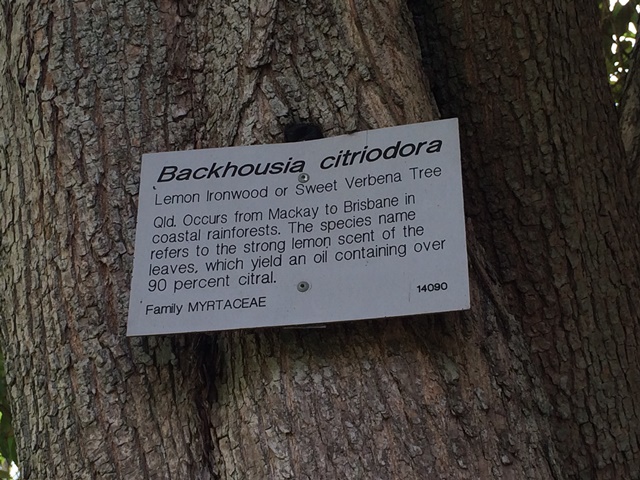 Backhousia citriodora
Lemon Ironwood or Sweet Verbena Tree
Qld. Occurs from Mackay to Brisbane in
coastal rainforests. The species name
refers to the strong lemon scent of the
leaves, which yield an oil containing over
90 percent citral.
Family MYRTACEAE
14090